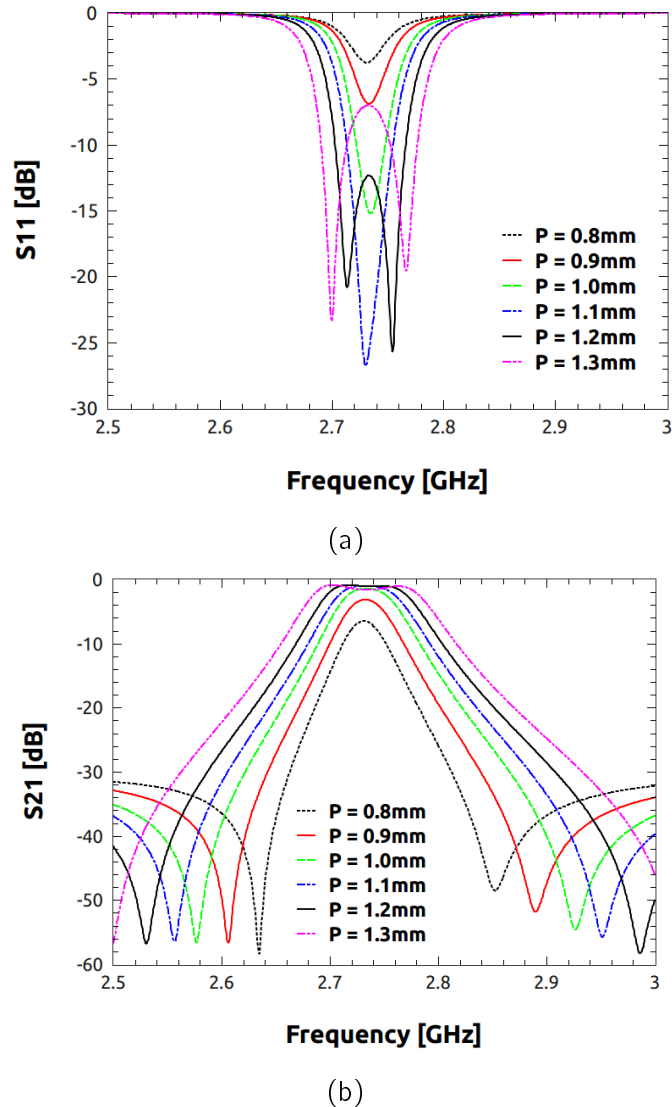 0
-5
-10
-15
-20
-25
-30
S11 [dB]
P = 0.8mm
P = 0.9mm
P = 1.0mm
P = 1.1mm
P = 1.2mm
P = 1.3mm
2.5 2.6 2.7 2.8 2.9 3
Frequency [GHz]
(a)
0
-10
-20
-30
-40
-50
-60
S21 [dB]
P = 0.8mm
P = 0.9mm
P = 1.0mm
P = 1.1mm
P = 1.2mm
P = 1.3mm
2.5 2.6 2.7 2.8 2.9 3
Frequency [GHz]
(b)